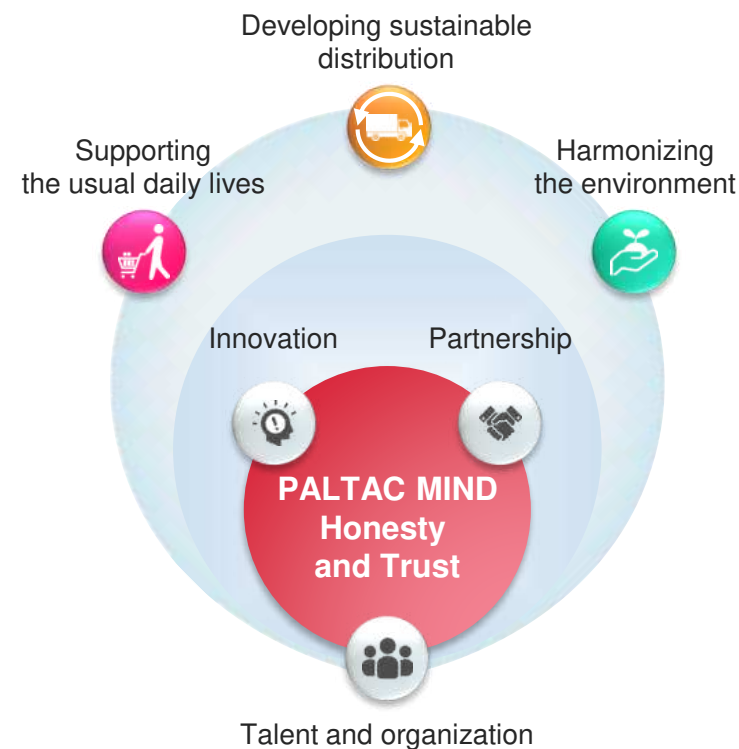 Developing sustainable
distribution
Supporting
the usual daily lives
Harmonizing
the environment
Innovation
Partnership
PALTAC MIND
Honesty
and Trust
Talent and organization